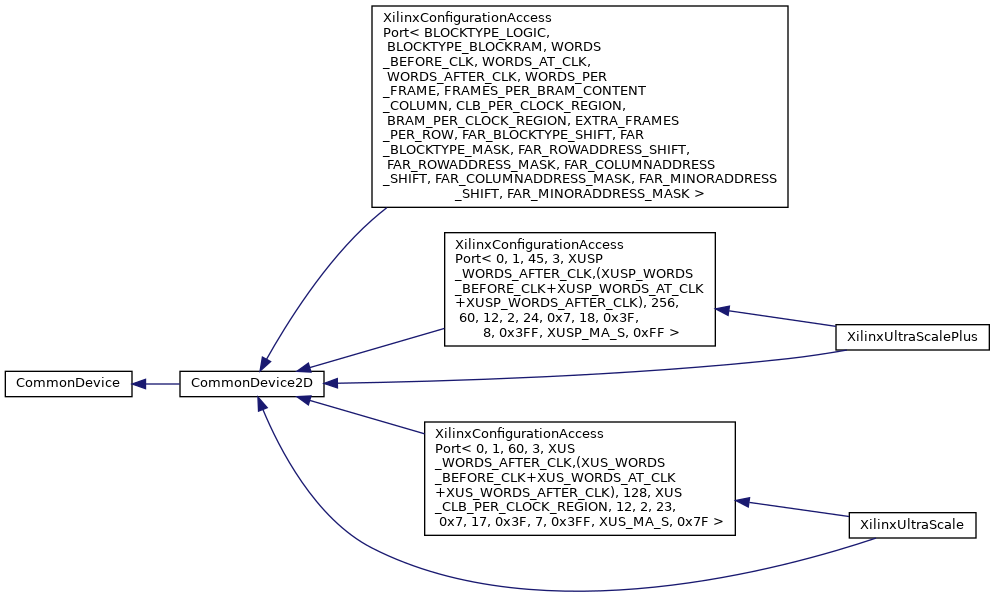 XilinxConfigurationAccess
Port< BLOCKTYPE_LOGIC,
BLOCKTYPE_BLOCKRAM, WORDS
_BEFORE_CLK, WORDS_AT_CLK,
WORDS_AFTER_CLK, WORDS_PER
_FRAME, FRAMES_PER_BRAM_CONTENT
_COLUMN, CLB_PER_CLOCK_REGION,
BRAM_PER_CLOCK_REGION, EXTRA_FRAMES
_PER_ROW, FAR_BLOCKTYPE_SHIFT, FAR
_BLOCKTYPE_MASK, FAR_ROWADDRESS_SHIFT,
FAR_ROWADDRESS_MASK, FAR_COLUMNADDRESS
_SHIFT, FAR_COLUMNADDRESS_MASK, FAR_MINORADDRESS
_SHIFT, FAR_MINORADDRESS_MASK >
XilinxConfigurationAccess
Port< 0, 1, 45, 3, XUSP
_WORDS_AFTER_CLK,(XUSP_WORDS
_BEFORE_CLK+XUSP_WORDS_AT_CLK
+XUSP_WORDS_AFTER_CLK), 256,
60, 12, 2, 24, 0x7, 18, 0x3F,
8, 0x3FF, XUSP_MA_S, 0xFF >
XilinxUltraScalePlus
CommonDevice
CommonDevice2D
XilinxConfigurationAccess
Port< 0, 1, 60, 3, XUS
_WORDS_AFTER_CLK,(XUS_WORDS
_BEFORE_CLK+XUS_WORDS_AT_CLK
+XUS_WORDS_AFTER_CLK), 128, XUS
_CLB_PER_CLOCK_REGION, 12, 2, 23,
0x7, 17, 0x3F, 7, 0x3FF, XUS_MA_S, 0x7F >
XilinxUltraScale